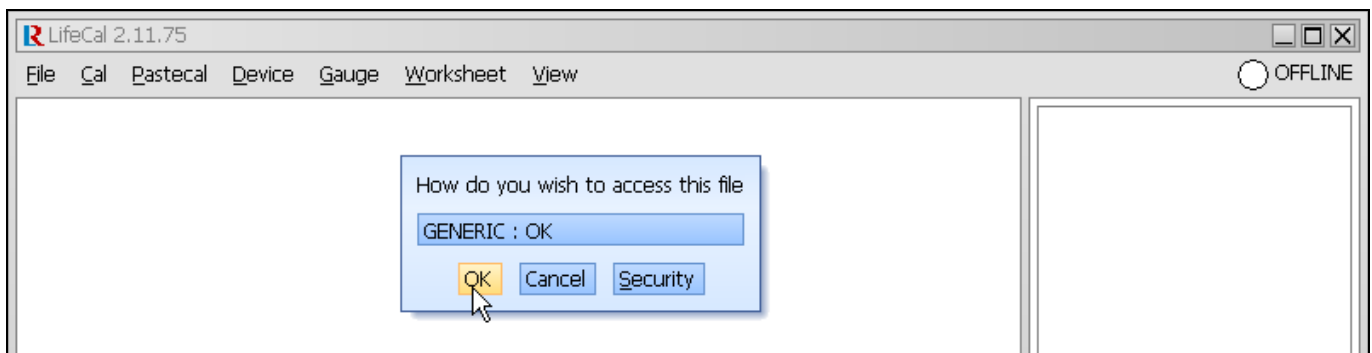 LifeCal 2.11.75
File Cal Pastecal Device Gauge Worksheet View OFFLINE
How do you wish to access this file
GENERIC : OK
OK Cancel Security